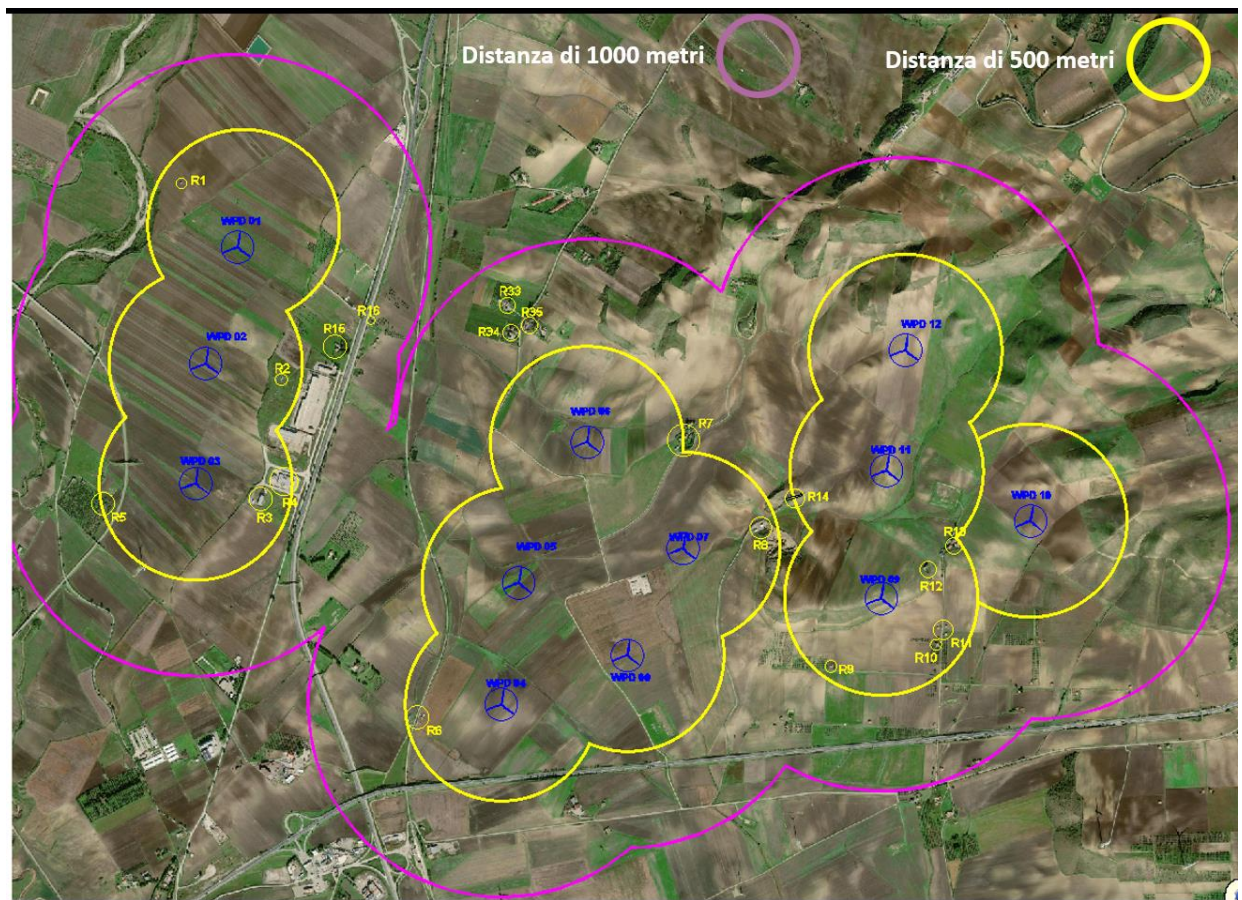 Distanza di 1000 metri
Distanza di 500 metri
R1
WPD 01
R33
R16
R34
R35
R15
WPD 02
WPD 12
R2
WPD 06
R7
WPD 03
WPD 11
R5
R3
R4
R14
WPD 10
R8
WPD 07
R13
WPD 05
R12
WPD 09
R11
R10
R9
WPD 04
WPD 08
R6